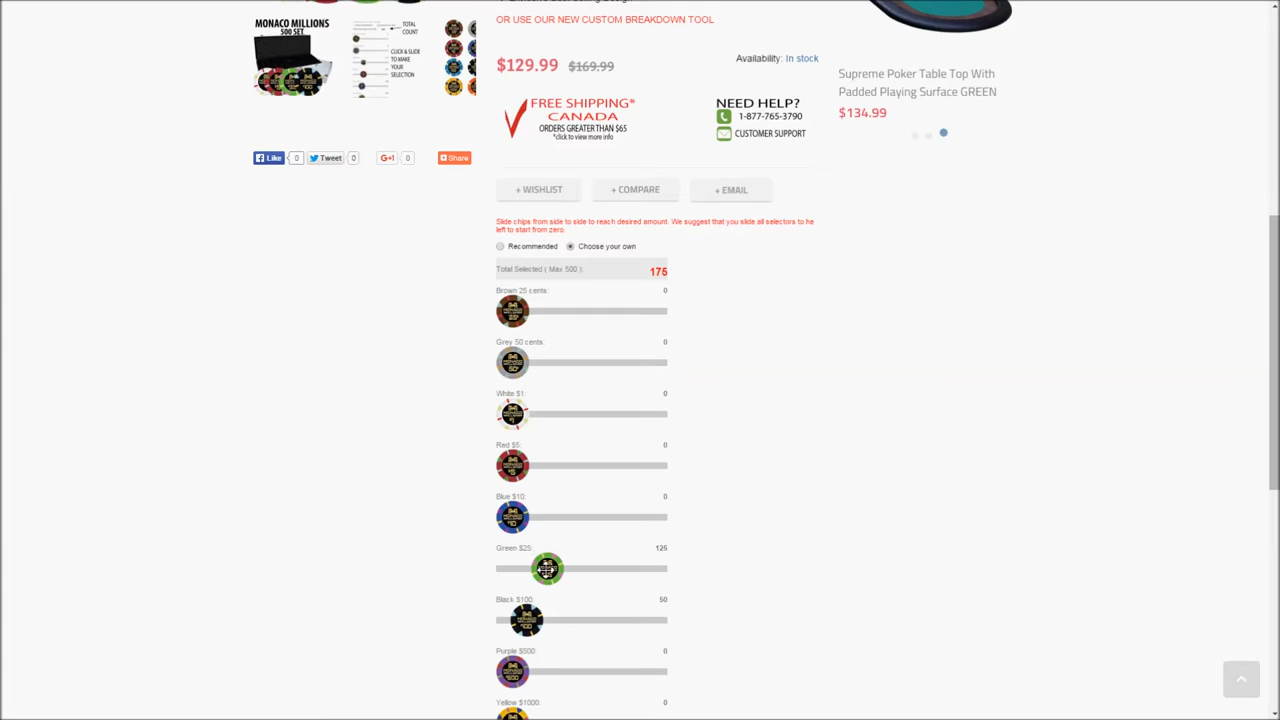 OR USE OUR NEW CUSTOM BREAKDOWN TOOL
MONACO MILLIONS
500 SET
TOTAL
COUNT
CLICK & SLIDE
TO MAKE
YOUR
SELECTION
$129.99 $169.99
Availability: In stock
FREE SHIPPING*
CANADA
ORDERS GREATER THAN $65
*click to view more info
NEED HELP?
1-877-765-3790
CUSTOMER SUPPORT
Supreme Poker Table Top With
Padded Playing Surface GREEN
$134.99
Like 0 Tweet 0 G+1 0 Share
+ WISHLIST + COMPARE + EMAIL
Slide chips from side to side to reach desired amount. We suggest that you slide all selectors to he
left to start from zero.
Recommended Choose your own
Total Selected ( Max 500 ): 175
Brown 25 cents: 0
Grey 50 cents: 0
White $1: 0
Red $5: 0
Blue $10: 0
Green $25: 125
Black $100: 50
Purple $500: 0
Yellow $1000: 0